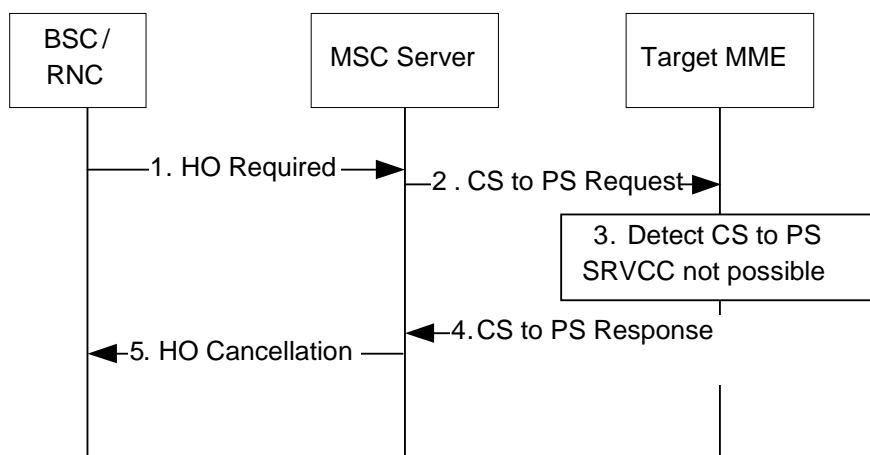 BSC/
RNC
MSC Server
Target MME
1. HO Required
2 . CS to PS Request
3. Detect CS to PS
SRVCC not possible
4.CS to PS Response
5. HO Cancellation